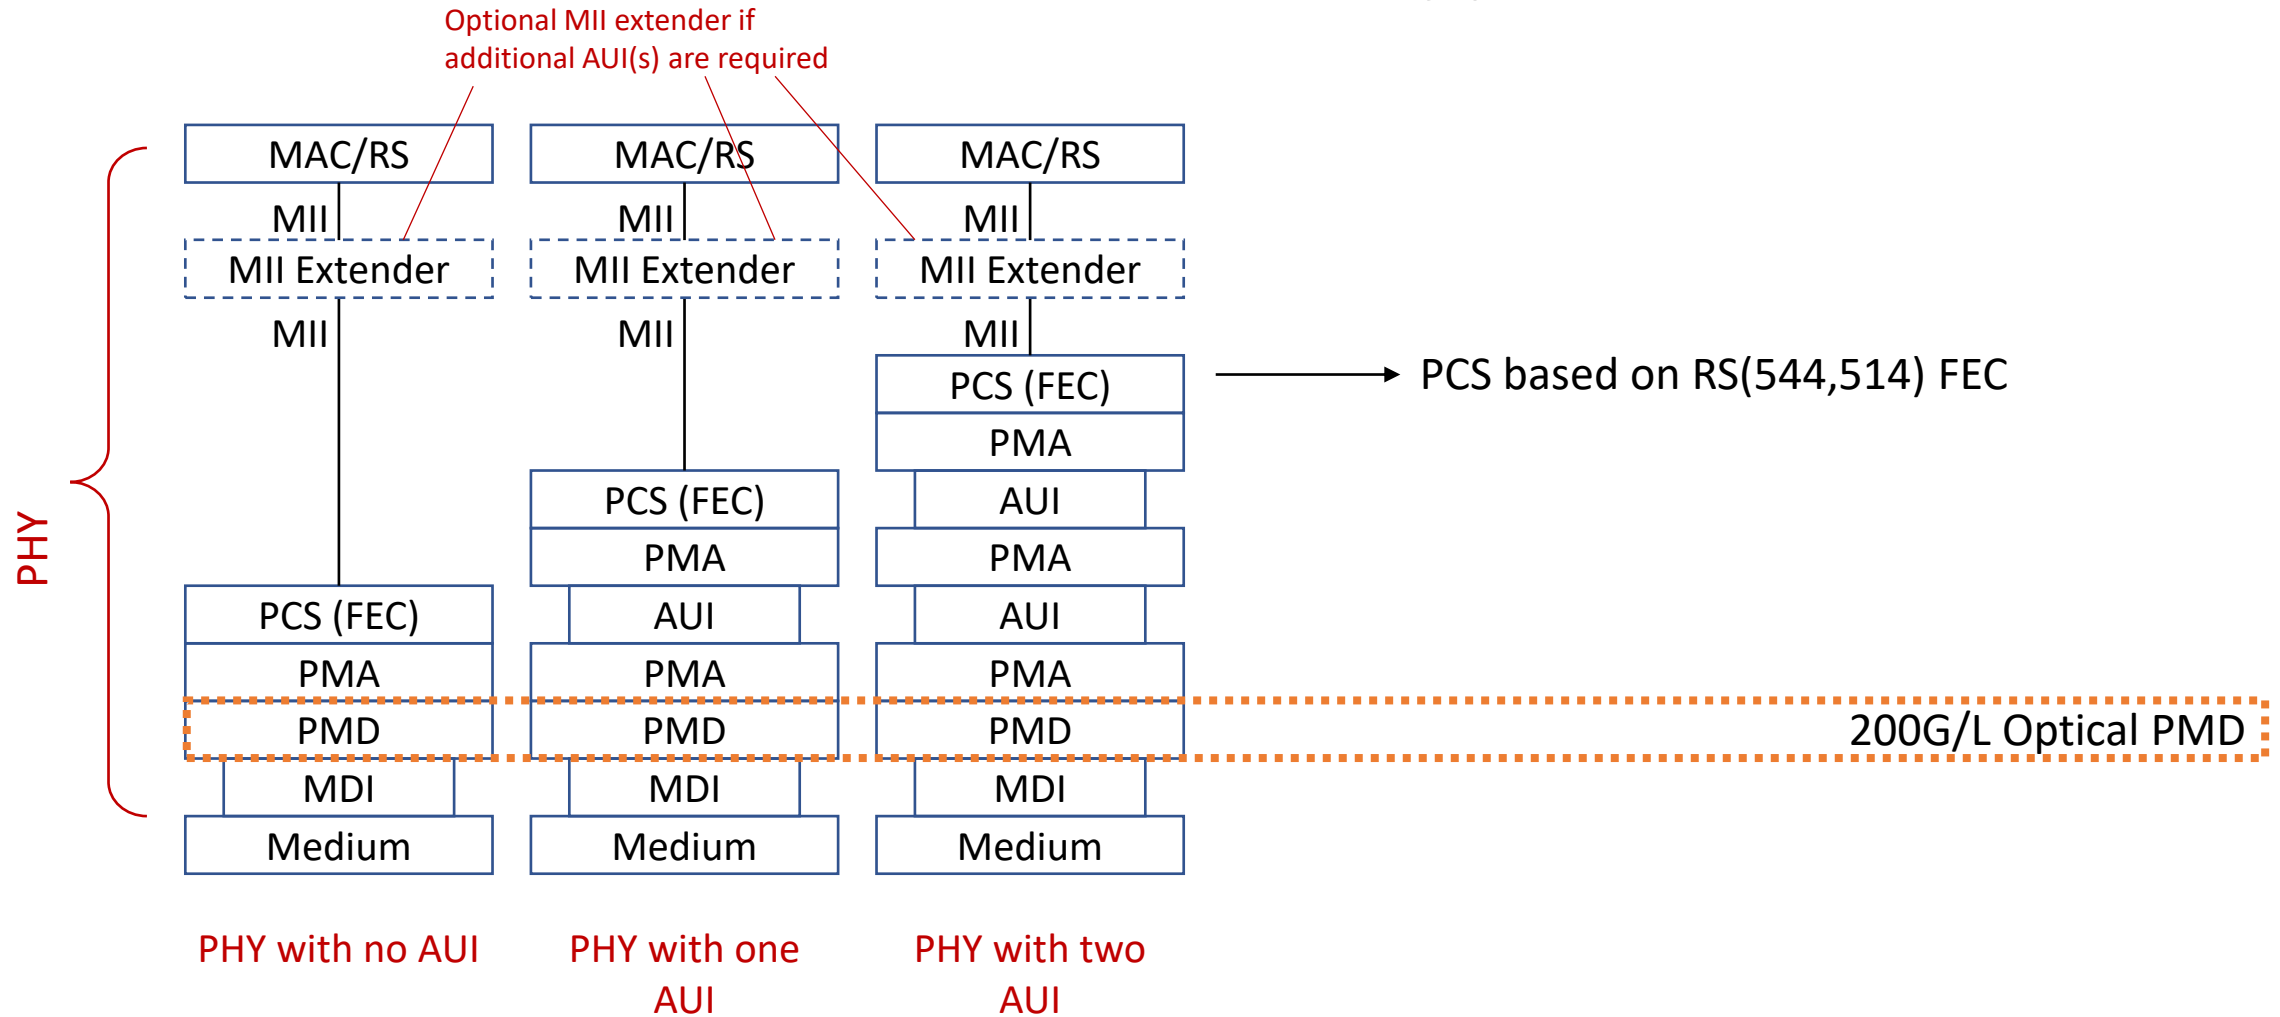 Optional MII extender if
additional AUI(s) are required
MAC/RS
MAC/RS
MAC/RS
MII
MII
MII
MII Extender
MII Extender
MII Extender
MII
MII
MII
PCS (FEC)
PCS based on RS(544,514) FEC
PMA
PCS (FEC)
AUI
PHY
PMA
PMA
PCS (FEC)
AUI
AUI
PMA
PMA
PMA
PMD
PMD
PMD
200G/L Optical PMD
MDI
MDI
MDI
Medium
Medium
Medium
PHY with no AUI
PHY with one
AUI
PHY with two
AUI